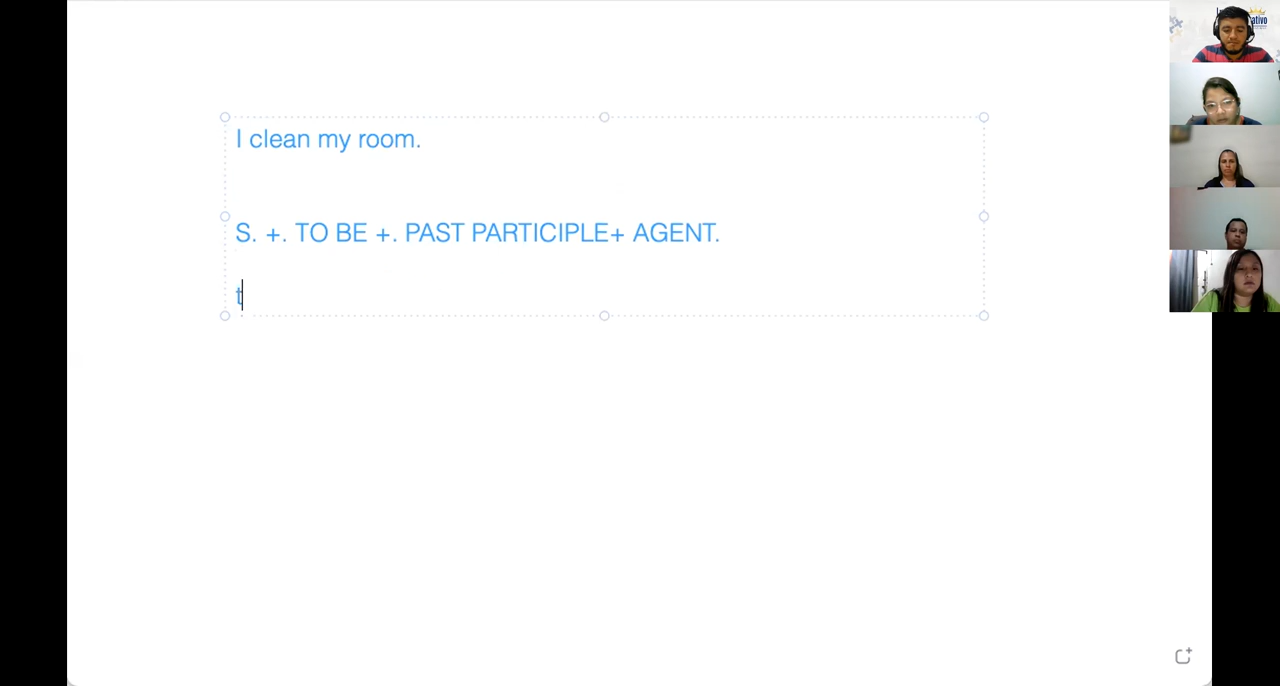 I clean my room.
S. +. TO BE +. PAST PARTICIPLE+ AGENT.
t